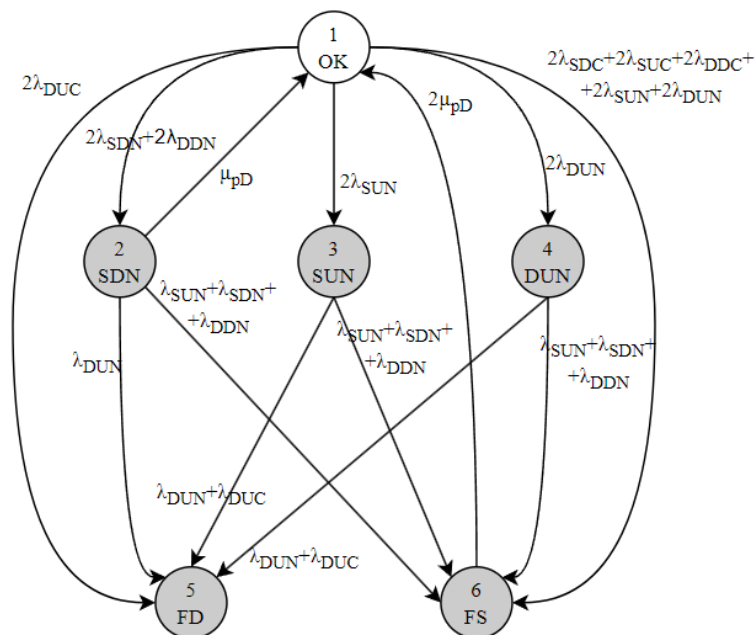 1
OK
2λSDC+2λSUC+2λDDC+
+2λSUN+2λDUN
2λDUC
2μpD
2λSDN+2λDDN
μpD
2λSUN
2λDUN
2
SDN
3
SUN
4
DUN
λSUN+λSDN+
+λDDN
λSUN+λSDN+
+λDDN
λSUN+λSDN+
+λDDN
λDUN
λDUN+λDUC
λDUN+λDUC
5
FD
6
FS